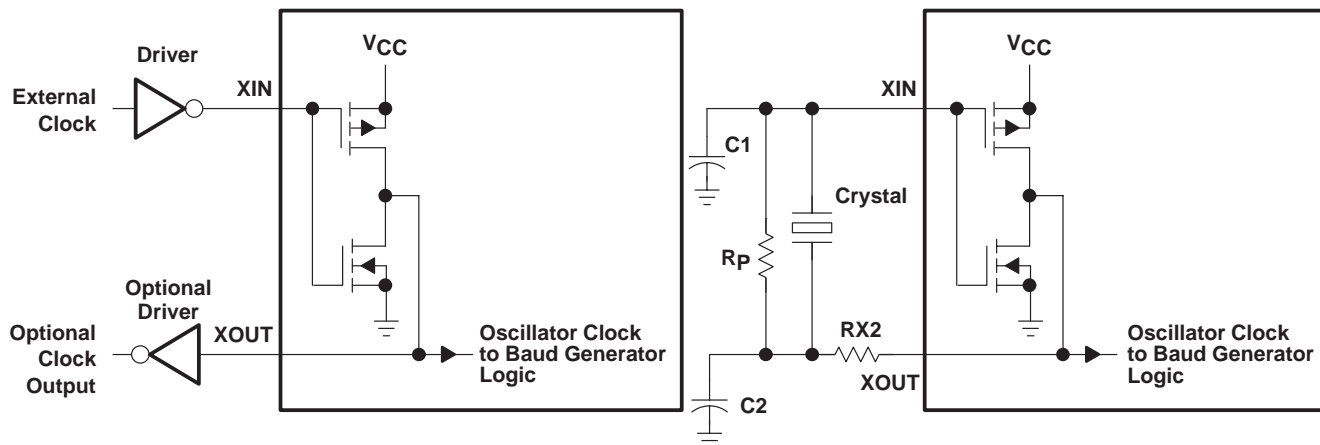 Driver
VCC
XIN
External
Clock
Optional
Driver
XOUT
Optional
Clock
Output
Oscillator Clock
to Baud Generator
Logic
VCC
XIN
C1
Crystal
RP
RX2
XOUT
C2
Oscillator Clock
to Baud Generator
Logic